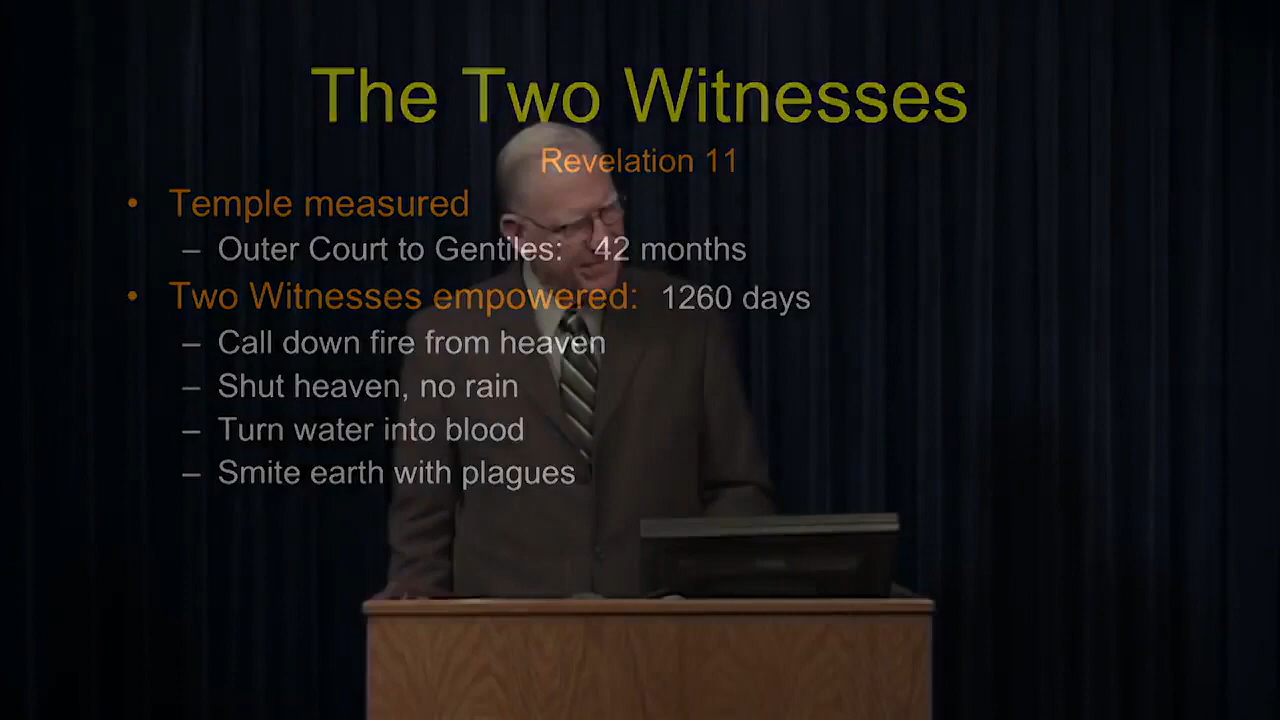 The Two Witnesses
Revelation 11
• Temple measured
– Outer Court to Gentiles: 42 months
• Two Witnesses empowered: 1260 days
– Call down fire from heaven
– Shut heaven, no rain
– Turn water into blood
– Smite earth with plagues